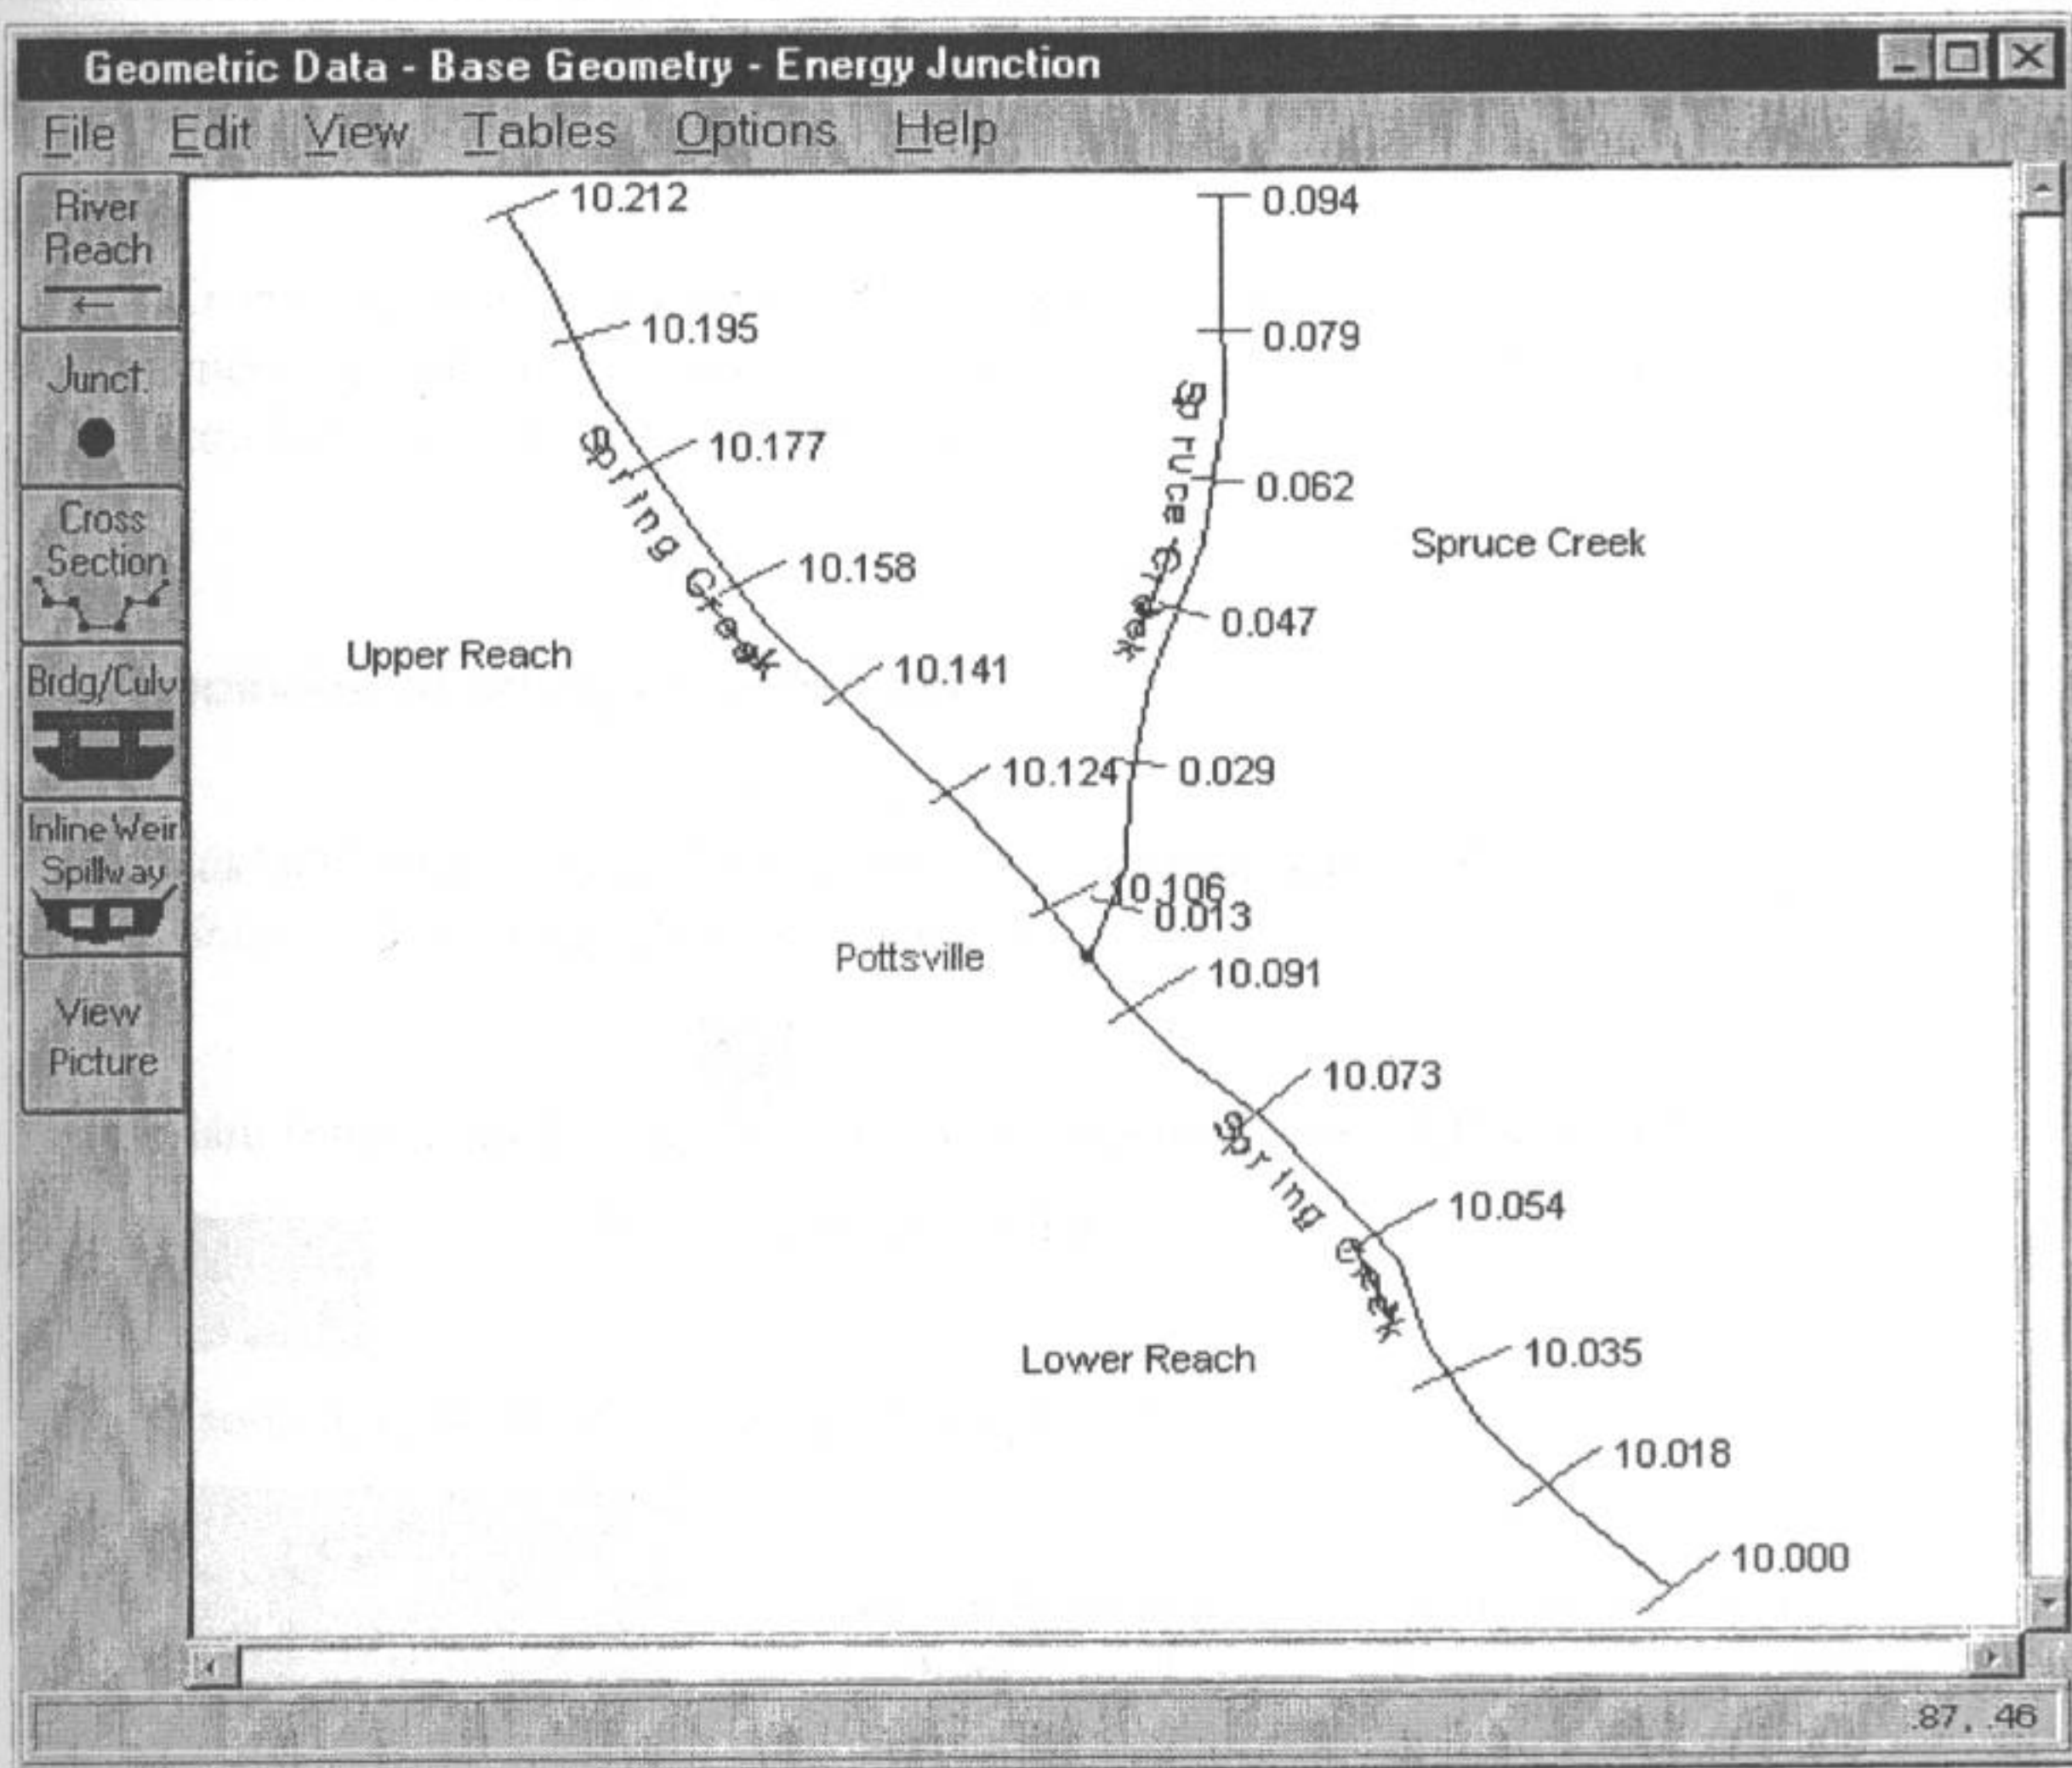 Geometric Data - Base Geometry - Energy Junction
File Edit View Tables Options Help
River
Reach
Junct.
Cross
Section
Brdg/Culv
Inline Weir
Spillway
View
Picture
10.212
0.094
10.195
0.079
10.177
0.062
Spring Creek
Spruce Creek
Spruce Creek
10.158
0.047
Upper Reach
10.141
10.124
0.029
10.106
0.013
Pottsville
10.091
10.073
Spring Creek
10.054
Lower Reach
10.035
10.018
10.000
.87, .46